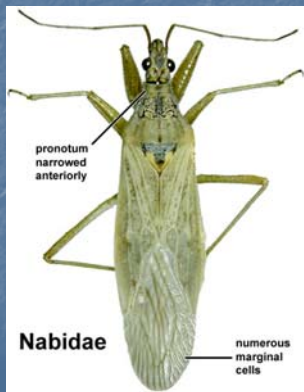 pronotum
narrowed
anteriorly
Nabidae
numerous
marginal
cells